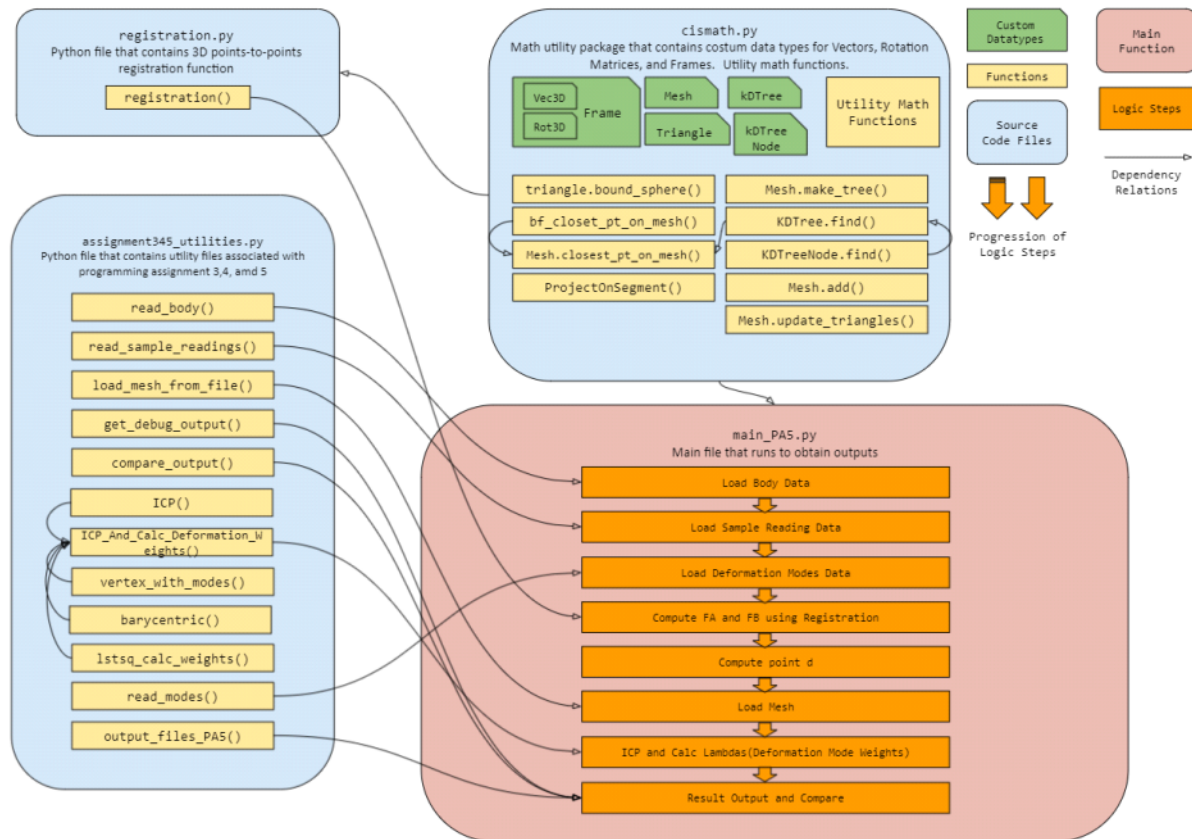 registration.py
Python file that contains 3D points-to-points
registration function
registration()
cismath.py
Math utility package that contains costum data types for Vectors, Rotation
Matrices, and Frames. Utility math functions.
Vec3D
Rot3D
Frame
Mesh
kDTree
Triangle
kDTree
Node
Utility Math
Functions
triangle.bound_sphere()
Mesh.make_tree()
bf_closet_pt_on_mesh()
KDTree.find()
Mesh.closest_pt_on_mesh()
KDTreeNode.find()
ProjectOnSegment()
Mesh.add()
Mesh.update_triangles()
Custom
Datatypes
Functions
Source
Code Files
Progression of
Logic Steps
Main
Function
Logic Steps
Dependency
Relations
assignment345_utilities.py
Python file that contains utility files associated with
programming assignment 3,4, amd 5
read_body()
read_sample_readings()
load_mesh_from_file()
get_debug_output()
compare_output()
ICP()
ICP_And_Calc_Deformation_W
eights()
vertex_with_modes()
barycentric()
lstsq_calc_weights()
read_modes()
output_files_PA5()
main_PA5.py
Main file that runs to obtain outputs
Load Body Data
Load Sample Reading Data
Load Deformation Modes Data
Compute FA and FB using Registration
Compute point d
Load Mesh
ICP and Calc Lambdas(Deformation Mode Weights)
Result Output and Compare